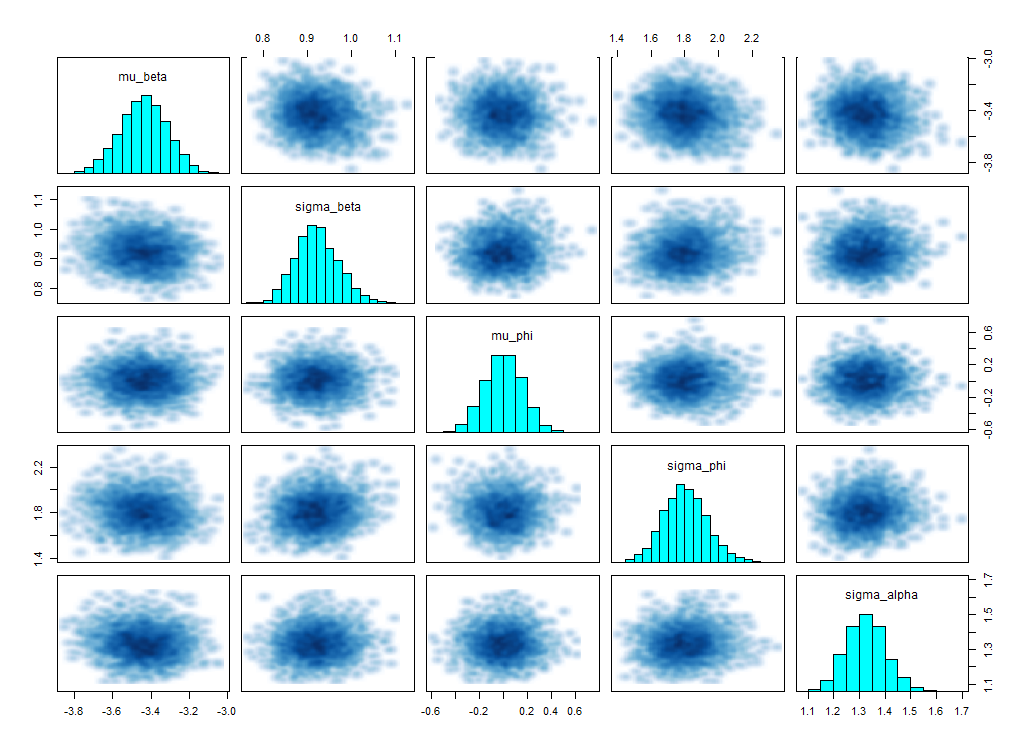 0.8 0.9 1.0 1.1 1.4 1.6 1.8 2.0 2.2
mu_beta
-3.8 -3.4 -3.0
sigma_beta
0.8 0.9 1.0 1.1
mu_phi
-0.6 -0.2 0.2 0.6
sigma_phi
1.4 1.8 2.2
sigma_alpha
1.1 1.3 1.5 1.7
-3.8 -3.6 -3.4 -3.2 -3.0 -0.6 -0.2 0.2 0.4 0.6 1.1 1.2 1.3 1.4 1.5 1.6 1.7